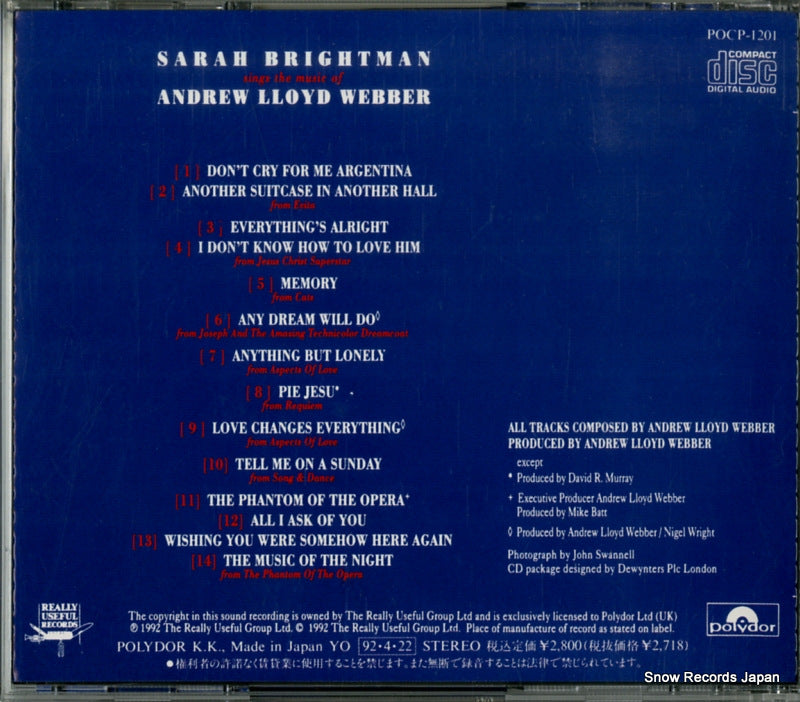 POCP-1201
COMPACT
disc
DIGITAL AUDIO
SARAH BRIGHTMAN
sings the music of
ANDREW LLOYD WEBBER
[ 1 ] DON'T CRY FOR ME ARGENTINA
[ 2 ] ANOTHER SUITCASE IN ANOTHER HALL
from Evita
[ 3 ] EVERYTHING'S ALRIGHT
[ 4 ] I DON'T KNOW HOW TO LOVE HIM
from Jesus Christ Superstar
[ 5 ] MEMORY
from Cats
[ 6 ] ANY DREAM WILL DO◊
from Joseph And The Amazing Technicolor Dreamcoat
[ 7 ] ANYTHING BUT LONELY
from Aspects Of Love
[ 8 ] PIE JESU*
from Requiem
[ 9 ] LOVE CHANGES EVERYTHING◊
from Aspects Of Love
[10] TELL ME ON A SUNDAY
from Song & Dance
[11] THE PHANTOM OF THE OPERA+
[12] ALL I ASK OF YOU
[13] WISHING YOU WERE SOMEHOW HERE AGAIN
[14] THE MUSIC OF THE NIGHT
from The Phantom Of The Opera
ALL TRACKS COMPOSED BY ANDREW LLOYD WEBBER
PRODUCED BY ANDREW LLOYD WEBBER
except
* Produced by David R. Murray
+ Executive Producer Andrew Lloyd Webber
Produced by Mike Batt
◊ Produced by Andrew Lloyd Webber / Nigel Wright
Photograph by John Swannell
CD package designed by Dewynters Plc London
REALLY
USEFUL
RECORDS
The copyright in this sound recording is owned by The Really Useful Group Ltd and is exclusively licensed to Polydor Ltd (UK)
℗ 1992 The Really Useful Group Ltd. © 1992 The Really Useful Group Ltd. Place of manufacture of record as stated on label.
polydor
POLYDOR K.K., Made in Japan YO 92・4・22 STEREO 税込定価¥2,800(税抜価格¥2,718)
●権利者の許諾なく賃貸業に使用することを禁じます。また無断で録音することは法律で禁じられています。
Snow Records Japan